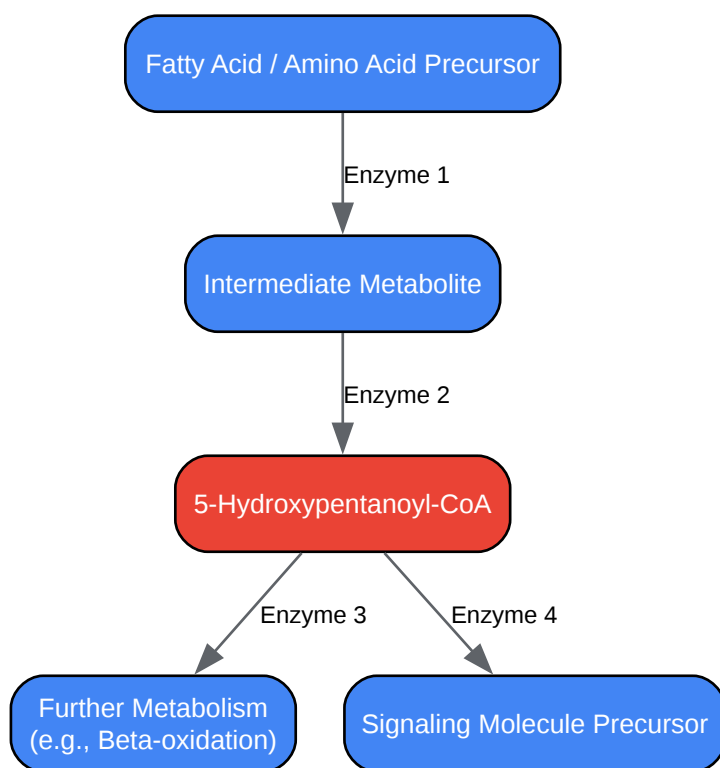 Fatty Acid / Amino Acid Precursor
Enzyme 1
Intermediate Metabolite
Enzyme 2
5-Hydroxypentanoyl-CoA
Enzyme 3
Enzyme 4
Further Metabolism
(e.g., Beta-oxidation)
Signaling Molecule Precursor